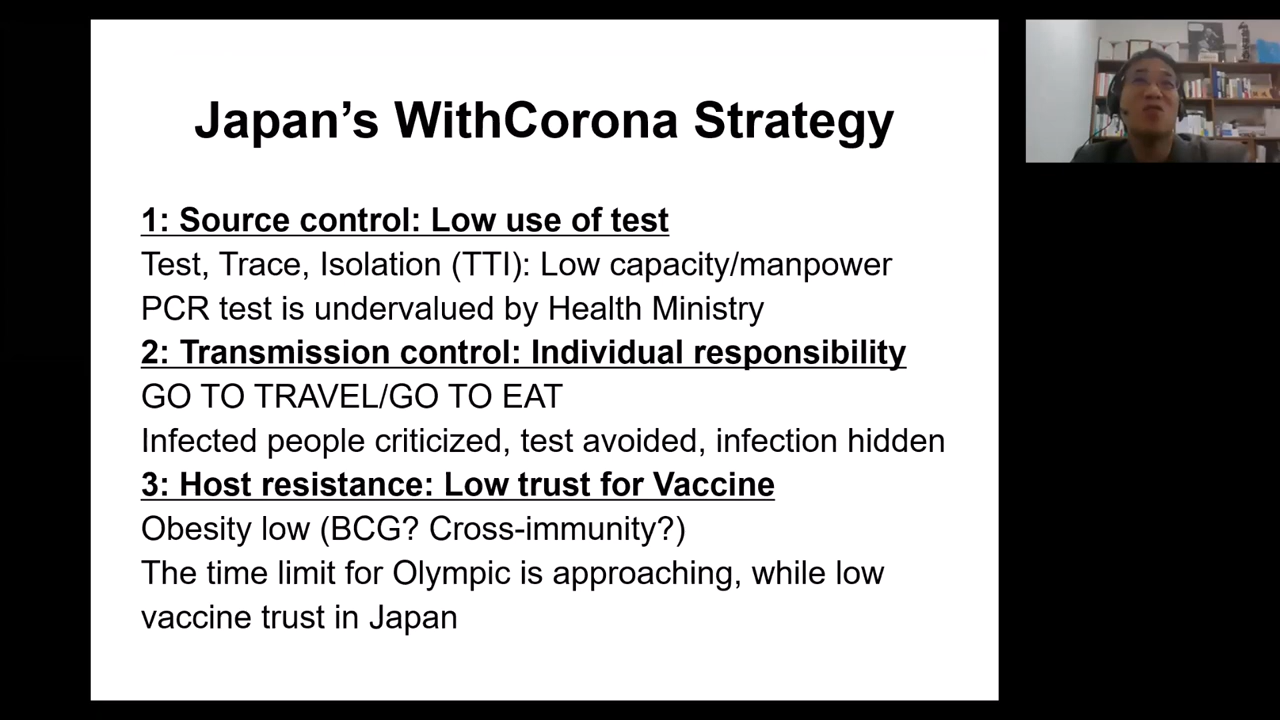 Japan’s WithCorona Strategy
1: Source control: Low use of test
Test, Trace, Isolation (TTI): Low capacity/manpower
PCR test is undervalued by Health Ministry
2: Transmission control: Individual responsibility
GO TO TRAVEL/GO TO EAT
Infected people criticized, test avoided, infection hidden
3: Host resistance: Low trust for Vaccine
Obesity low (BCG? Cross-immunity?)
The time limit for Olympic is approaching, while low
vaccine trust in Japan